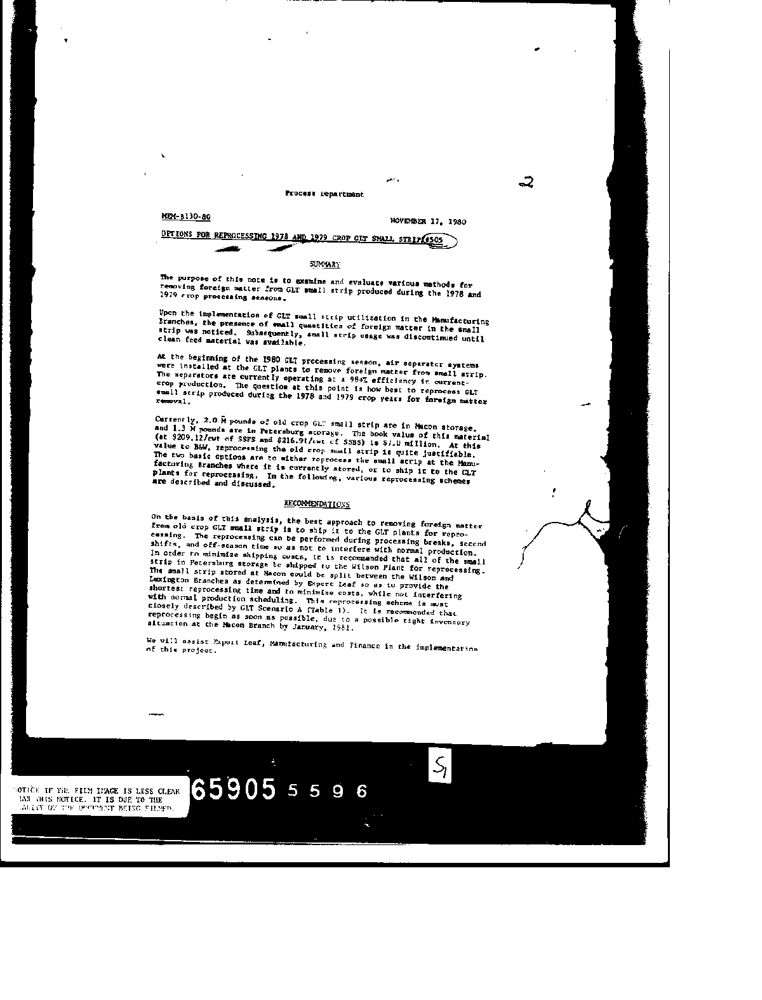 2
Process Department
MEM-B130-80
NOVEMBER 17, 1980
OPTIONS FOR REPROCESSING 1978 AND 1979 CROP GLT SMALL STRIP #505
SUMMARY
The purpose of this note is to examine and evaluate various methods for
removing foreign matter from GLT small strip produced during the 1978 and
1979 crop processing seasons.
Upon the implementation of GLT small strip utilization in the Manufacturing
Branches, the presence of small quantities of foreign matter in the small
strip was noticed. Subsequently, small strip usage was discontinued until
clean feed material was available.
At the beginning of the 1980 GLT processing season, air separator systems
were installed at the GLT plants to remove foreign matter from small strip.
The separators are currently operating at a 98+% efficiency in current-
crop production. The question at this point is how best to reprocess GLT
small strip produced during the 1978 and 1979 crop years for foreign matter
removal.
Currently, 2.0 M pounds of old crop GLT small strip are in Macon storage,
and 1.3 M pounds are in Petersburg storage. The book value of this material
(at $209.12/cwt of SSFS and $216.91/cwt of SSBS) is $7.0 million. At this
value to B&W, reprocessing the old crop small strip is quite justifiable.
The two basic options are to either reprocess the small strip at the Manu-
facturing Branches where it is currently stored, or to ship it to the GLT
plants for reprocessing. In the following, various reprocessing schemes
are described and discussed.
RECOMMENDATIONS
On the basis of this analysis, the best approach to removing foreign matter
from old crop GLT small strip is to ship it to the GLT plants for repro-
cessing. The reprocessing can be performed during processing breaks, second
shifts, and off-season time so as not to interfere with normal production.
In order to minimize shipping costs, it is recommended that all of the small
strip in Petersburg storage be shipped to the Wilson Plant for reprocessing.
The small strip stored at Macon could be split between the Wilson and
Lexington Branches as determined by Export Leaf so as to provide the
shortest reprocessing time and to minimize costs, while not interfering
with normal production scheduling. This reprocessing scheme is most
closely described by GLT Scenario A (Table 1). It is recommended that
reprocessing begin as soon as possible, due to a possible tight inventory
situation at the Macon Branch by January, 1981.
We will assist Export Leaf, Manufacturing and Finance in the implementation
of this project.
OTICE IF THE FILM IMAGE IS LESS CLEAR
HAN THIS NOTICE. IT IS DUE TO THE
ALITY OF THE DOCUMENT BEING FILMED.
65905 5596